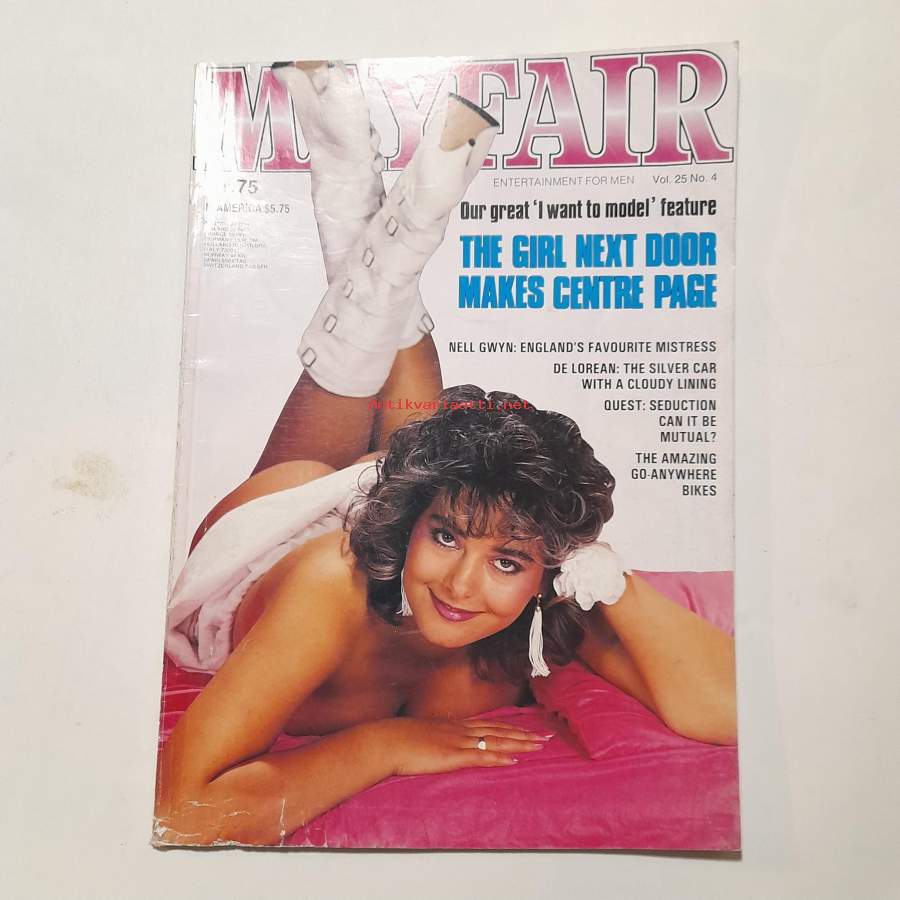 MAYFAIR
ENTERTAINMENT FOR MEN Vol. 25 No. 4
.75
AMERICA $5.75
Our great 'I want to model' feature
THE GIRL NEXT DOOR
MAKES CENTRE PAGE
NELL GWYN: ENGLAND'S FAVOURITE MISTRESS
DE LOREAN: THE SILVER CAR
WITH A CLOUDY LINING
QUEST: SEDUCTION
CAN IT BE
MUTUAL?
THE AMAZING
GO-ANYWHERE
BIKES
Antikvariaatti.net